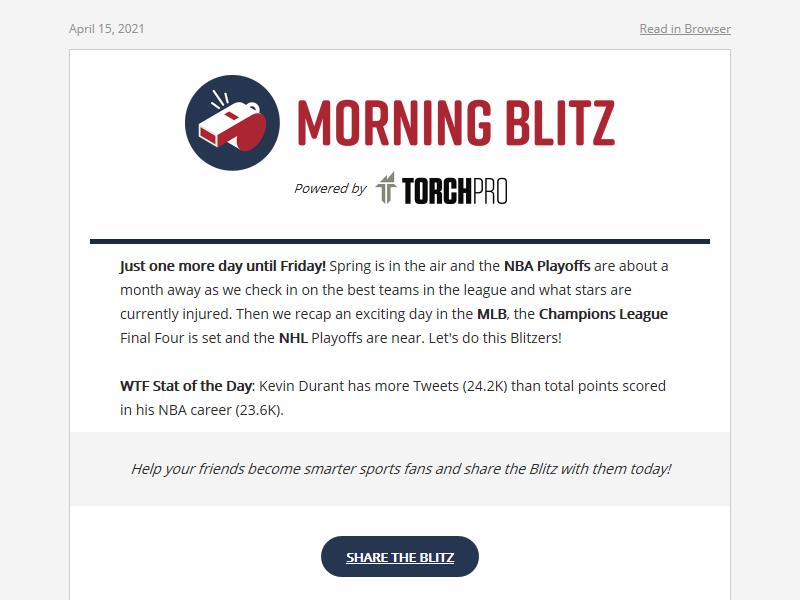 April 15, 2021
Read in Browser
MORNING BLITZ
Powered by TORCHPRO
Just one more day until Friday! Spring is in the air and the NBA Playoffs are about a
month away as we check in on the best teams in the league and what stars are
currently injured. Then we recap an exciting day in the MLB, the Champions League
Final Four is set and the NHL Playoffs are near. Let's do this Blitzers!
WTF Stat of the Day: Kevin Durant has more Tweets (24.2K) than total points scored
in his NBA career (23.6K).
Help your friends become smarter sports fans and share the Blitz with them today!
SHARE THE BLITZ